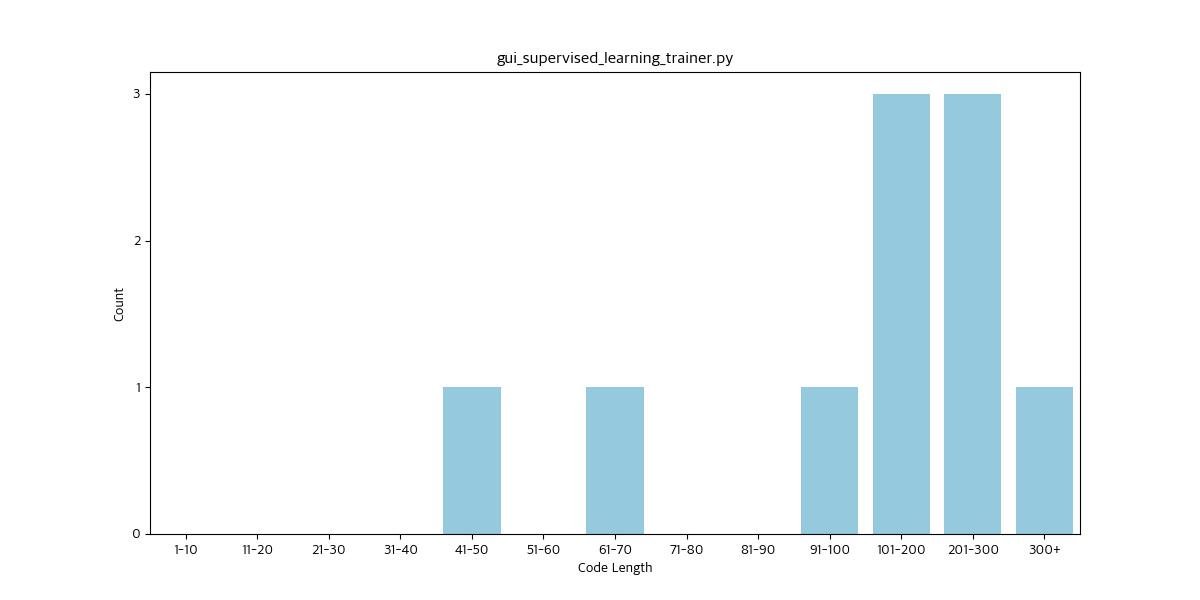 gui_supervised_learning_trainer.py
3
2
1
0
Count
1-10 11-20 21-30 31-40 41-50 51-60 61-70 71-80 81-90 91-100 101-200 201-300 300+
Code Length